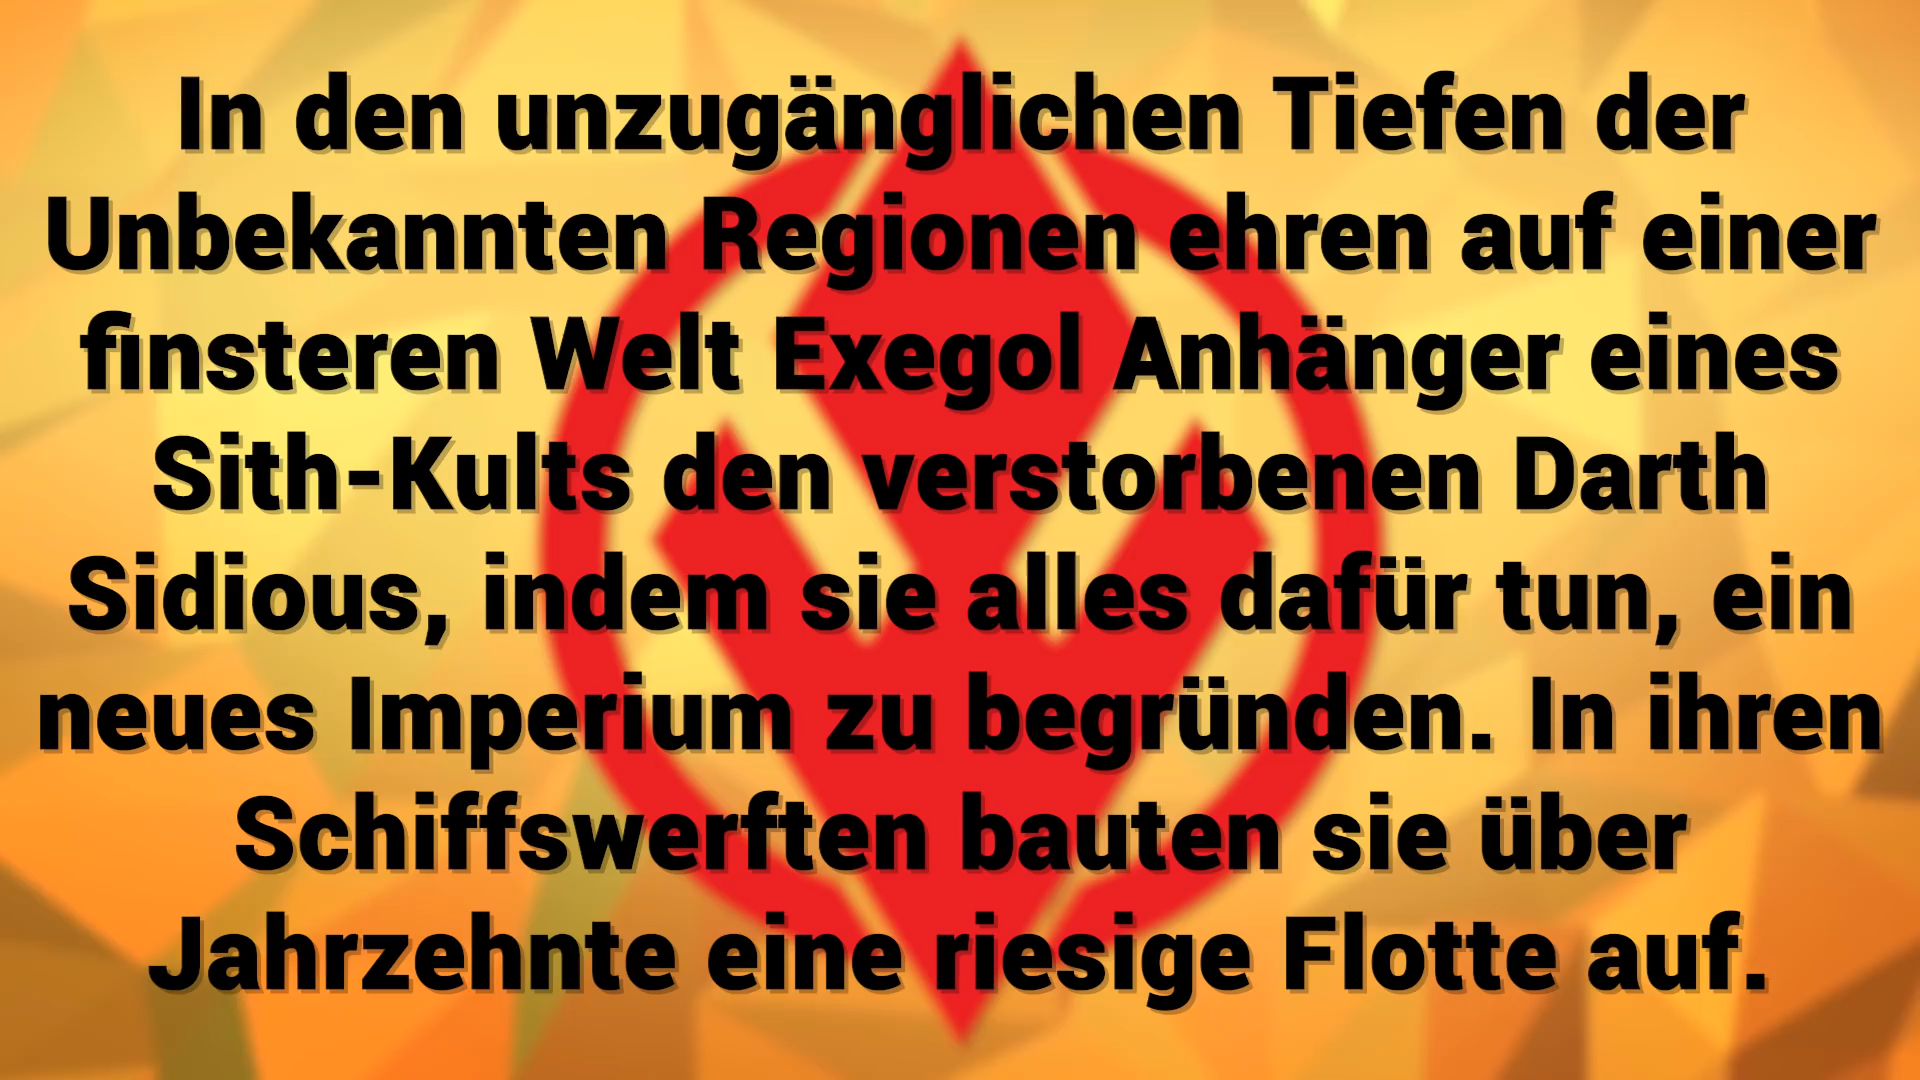 In den unzugänglichen Tiefen der
Unbekannten Regionen ehren auf einer
finsteren Welt Exegol Anhänger eines
Sith-Kults den verstorbenen Darth
Sidious, indem sie alles dafür tun, ein
neues Imperium zu begründen. In ihren
Schiffswerften bauten sie über
Jahrzehnte eine riesige Flotte auf.